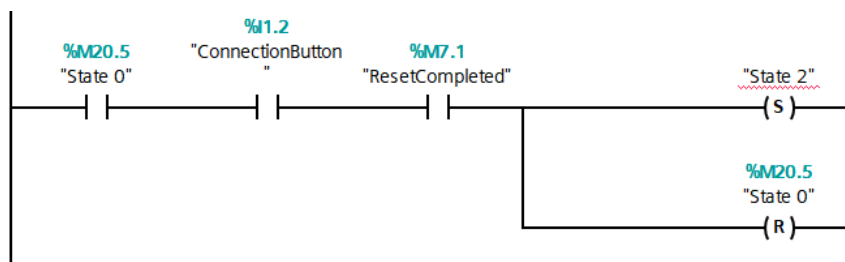 %I1.2
%M20.5 "ConnectionButton %M7.1
"State 0" " "ResetCompleted" "State 2"
S
%M20.5
"State 0"
R